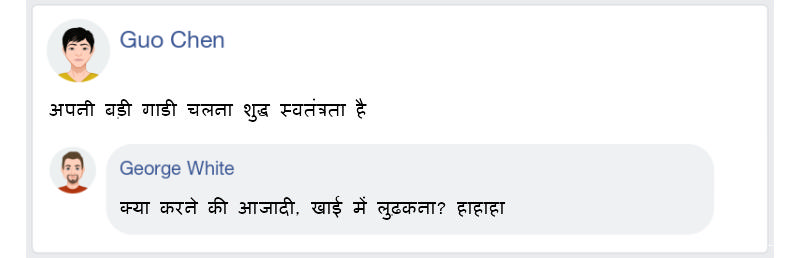 Guo Chen
अपनी बड़ी गाडी चलना शुद्ध स्वतंत्रता है
George White
क्या करने की आजादी, खाई में लुढकना? हाहाहा